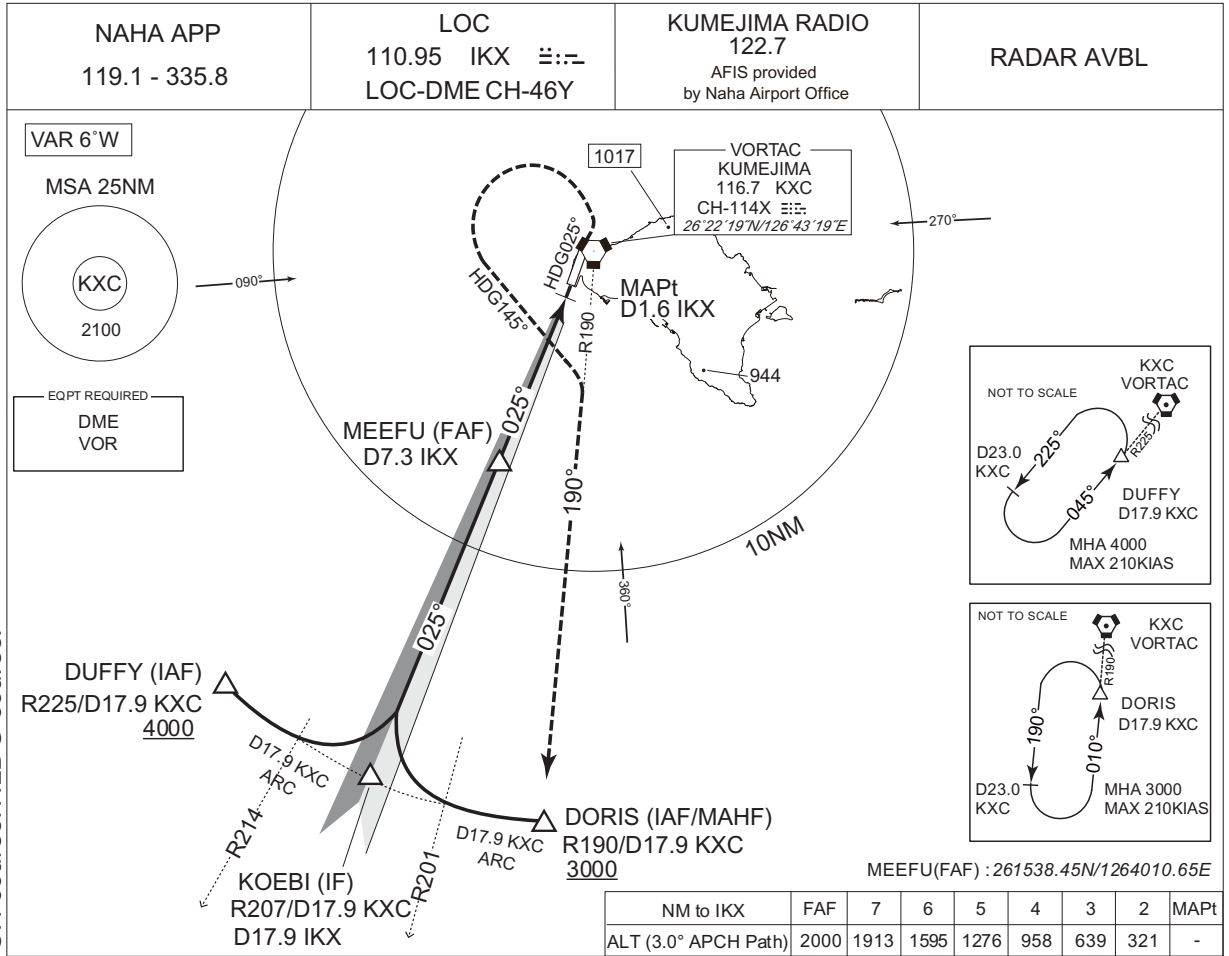 NAHA APP
119.1 - 335.8
LOC
110.95 IKX
LOC-DME CH-46Y
KUMEJIMA RADIO
122.7
AFIS provided
by Naha Airport Office
RADAR AVBL
VAR 6°W
MSA 25NM
KXC
2100
EQPT REQUIRED
DME
VOR
090°
270°
360°
1017
VORTAC
KUMEJIMA
116.7 KXC
CH-114X
26°22′19″N/126°43′19″E
HDG025°
HDG145°
MAPt
D1.6 IKX
R190
944
MEEFU (FAF)
D7.3 IKX
025°
190°
10NM
025°
DUFFY (IAF)
R225/D17.9 KXC
4000
D17.9 KXC
ARC
R214
D17.9 KXC
ARC
R201
DORIS (IAF/MAHF)
R190/D17.9 KXC
3000
KOEBI (IF)
R207/D17.9 KXC
D17.9 IKX
NOT TO SCALE
KXC
VORTAC
D23.0
KXC
225°
R225
045°
DUFFY
D17.9 KXC
MHA 4000
MAX 210KIAS
NOT TO SCALE
KXC
VORTAC
R190
DORIS
D17.9 KXC
190°
010°
D23.0
KXC
MHA 3000
MAX 210KIAS
MEEFU(FAF) : 261538.45N/1264010.65E
NM to IKX FAF 7 6 5 4 3 2 MAPt
ALT (3.0° APCH Path) 2000 1913 1595 1276 958 639 321 -